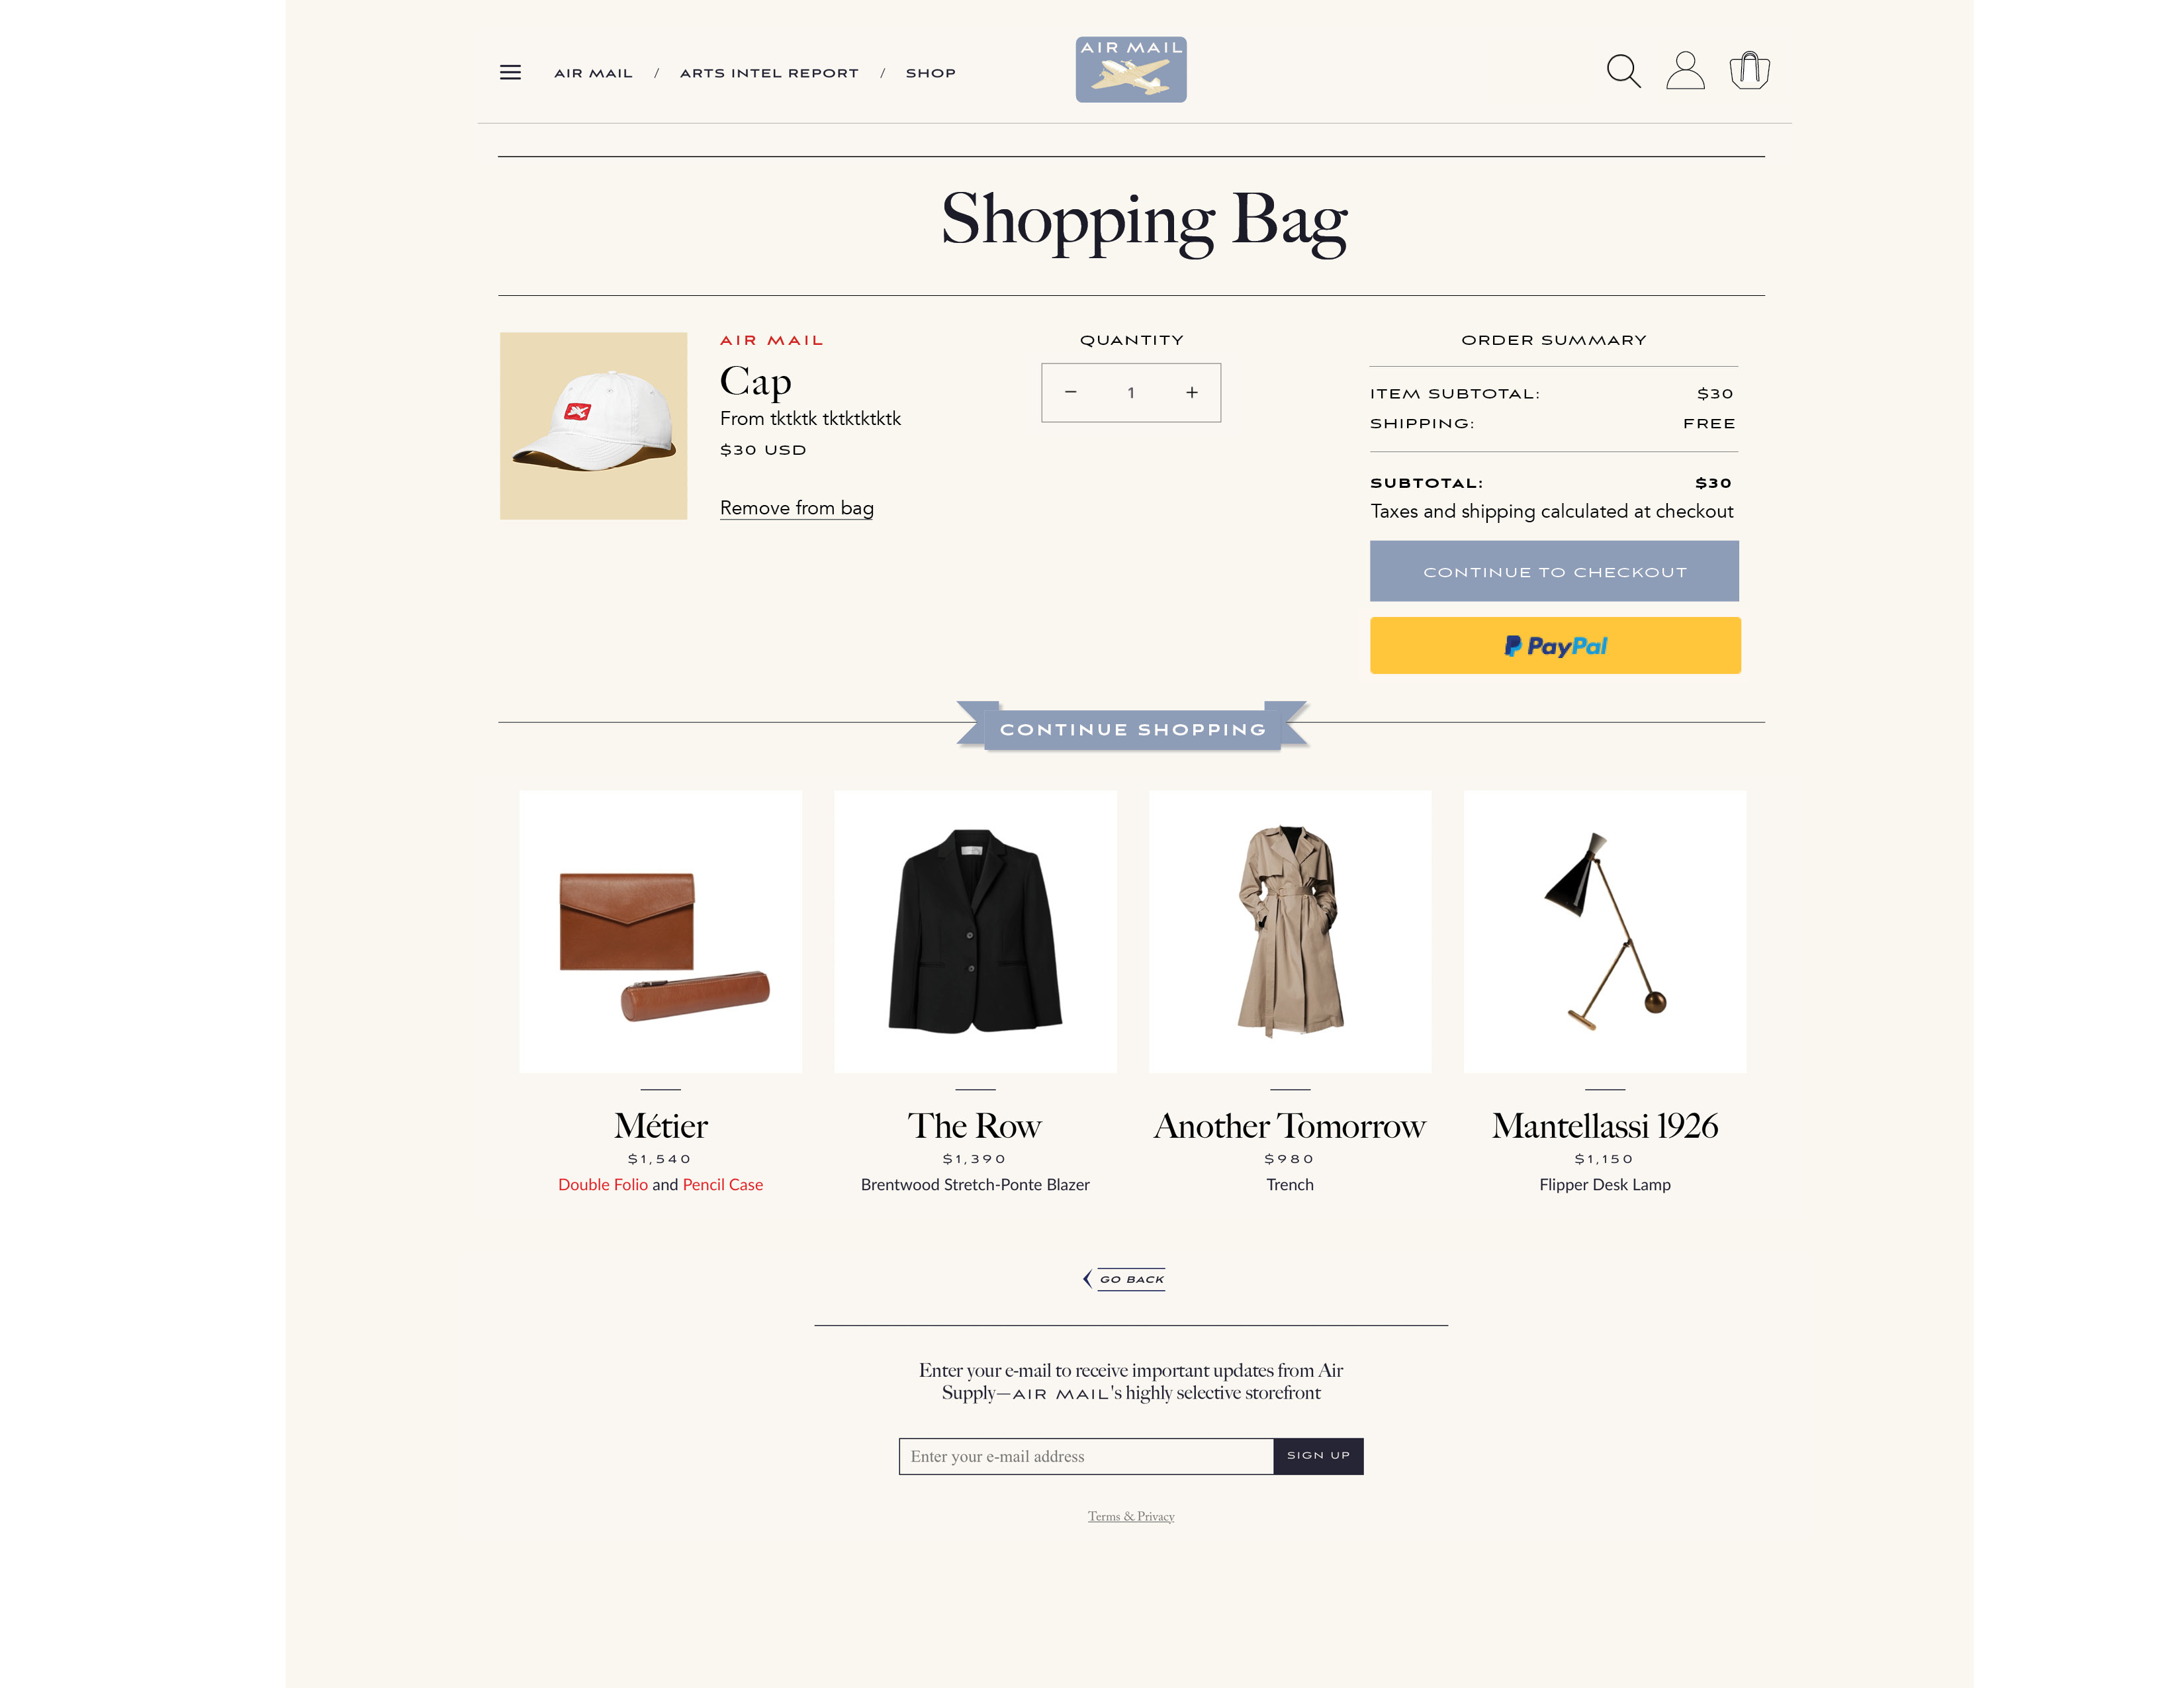 AIR MAIL / ARTS INTEL REPORT / SHOP
AIR MAIL
Shopping Bag
AIR MAIL
Cap
From tktktk tktktktktk
$30 USD
Remove from bag
QUANTITY
− 1 +
ORDER SUMMARY
ITEM SUBTOTAL: $30
SHIPPING: FREE
SUBTOTAL: $30
Taxes and shipping calculated at checkout
CONTINUE TO CHECKOUT
PayPal
CONTINUE SHOPPING
Métier
$1,540
Double Folio and Pencil Case
The Row
$1,390
Brentwood Stretch-Ponte Blazer
Another Tomorrow
$980
Trench
Mantellassi 1926
$1,150
Flipper Desk Lamp
GO BACK
Enter your e-mail to receive important updates from Air
Supply—AIR MAIL's highly selective storefront
Enter your e-mail address
SIGN UP
Terms & Privacy